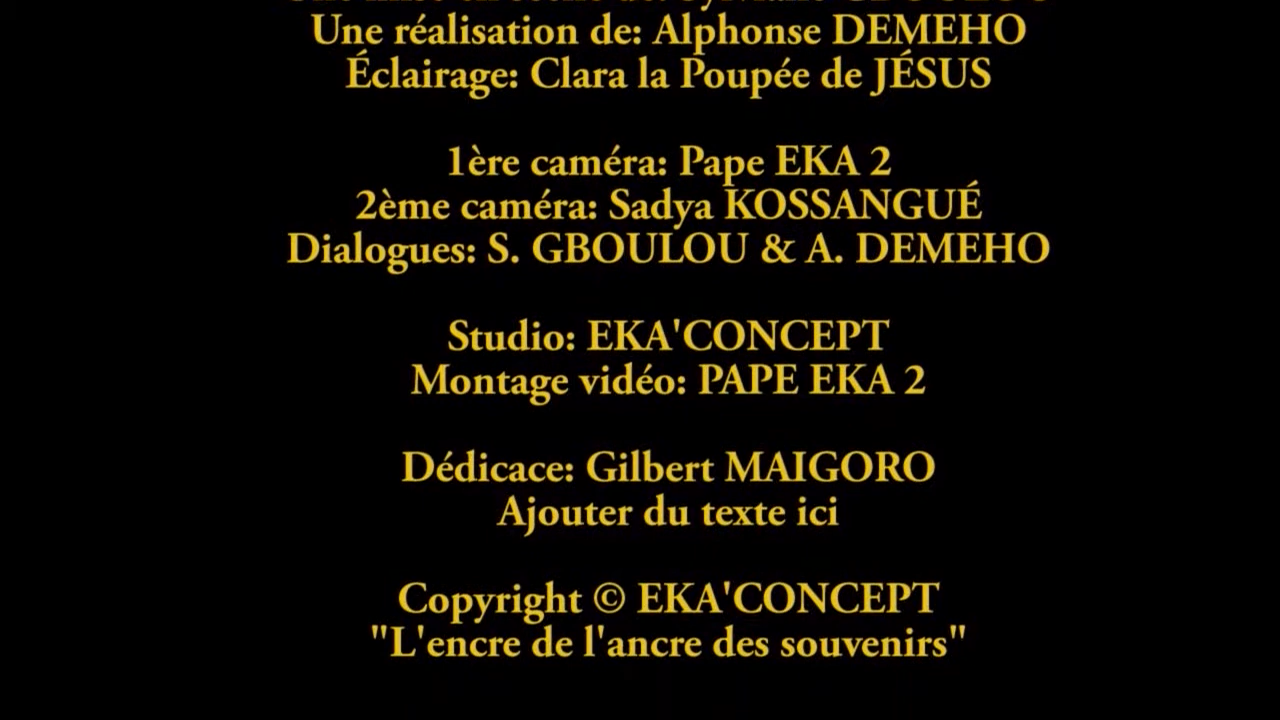 Une réalisation de: Alphonse DEMEHO
Éclairage: Clara la Poupée de JÉSUS
1ère caméra: Pape EKA 2
2ème caméra: Sadya KOSSANGUÉ
Dialogues: S. GBOULOU & A. DEMEHO
Studio: EKA'CONCEPT
Montage vidéo: PAPE EKA 2
Dédicace: Gilbert MAIGORO
Ajouter du texte ici
Copyright © EKA'CONCEPT
"L'encre de l'ancre des souvenirs"